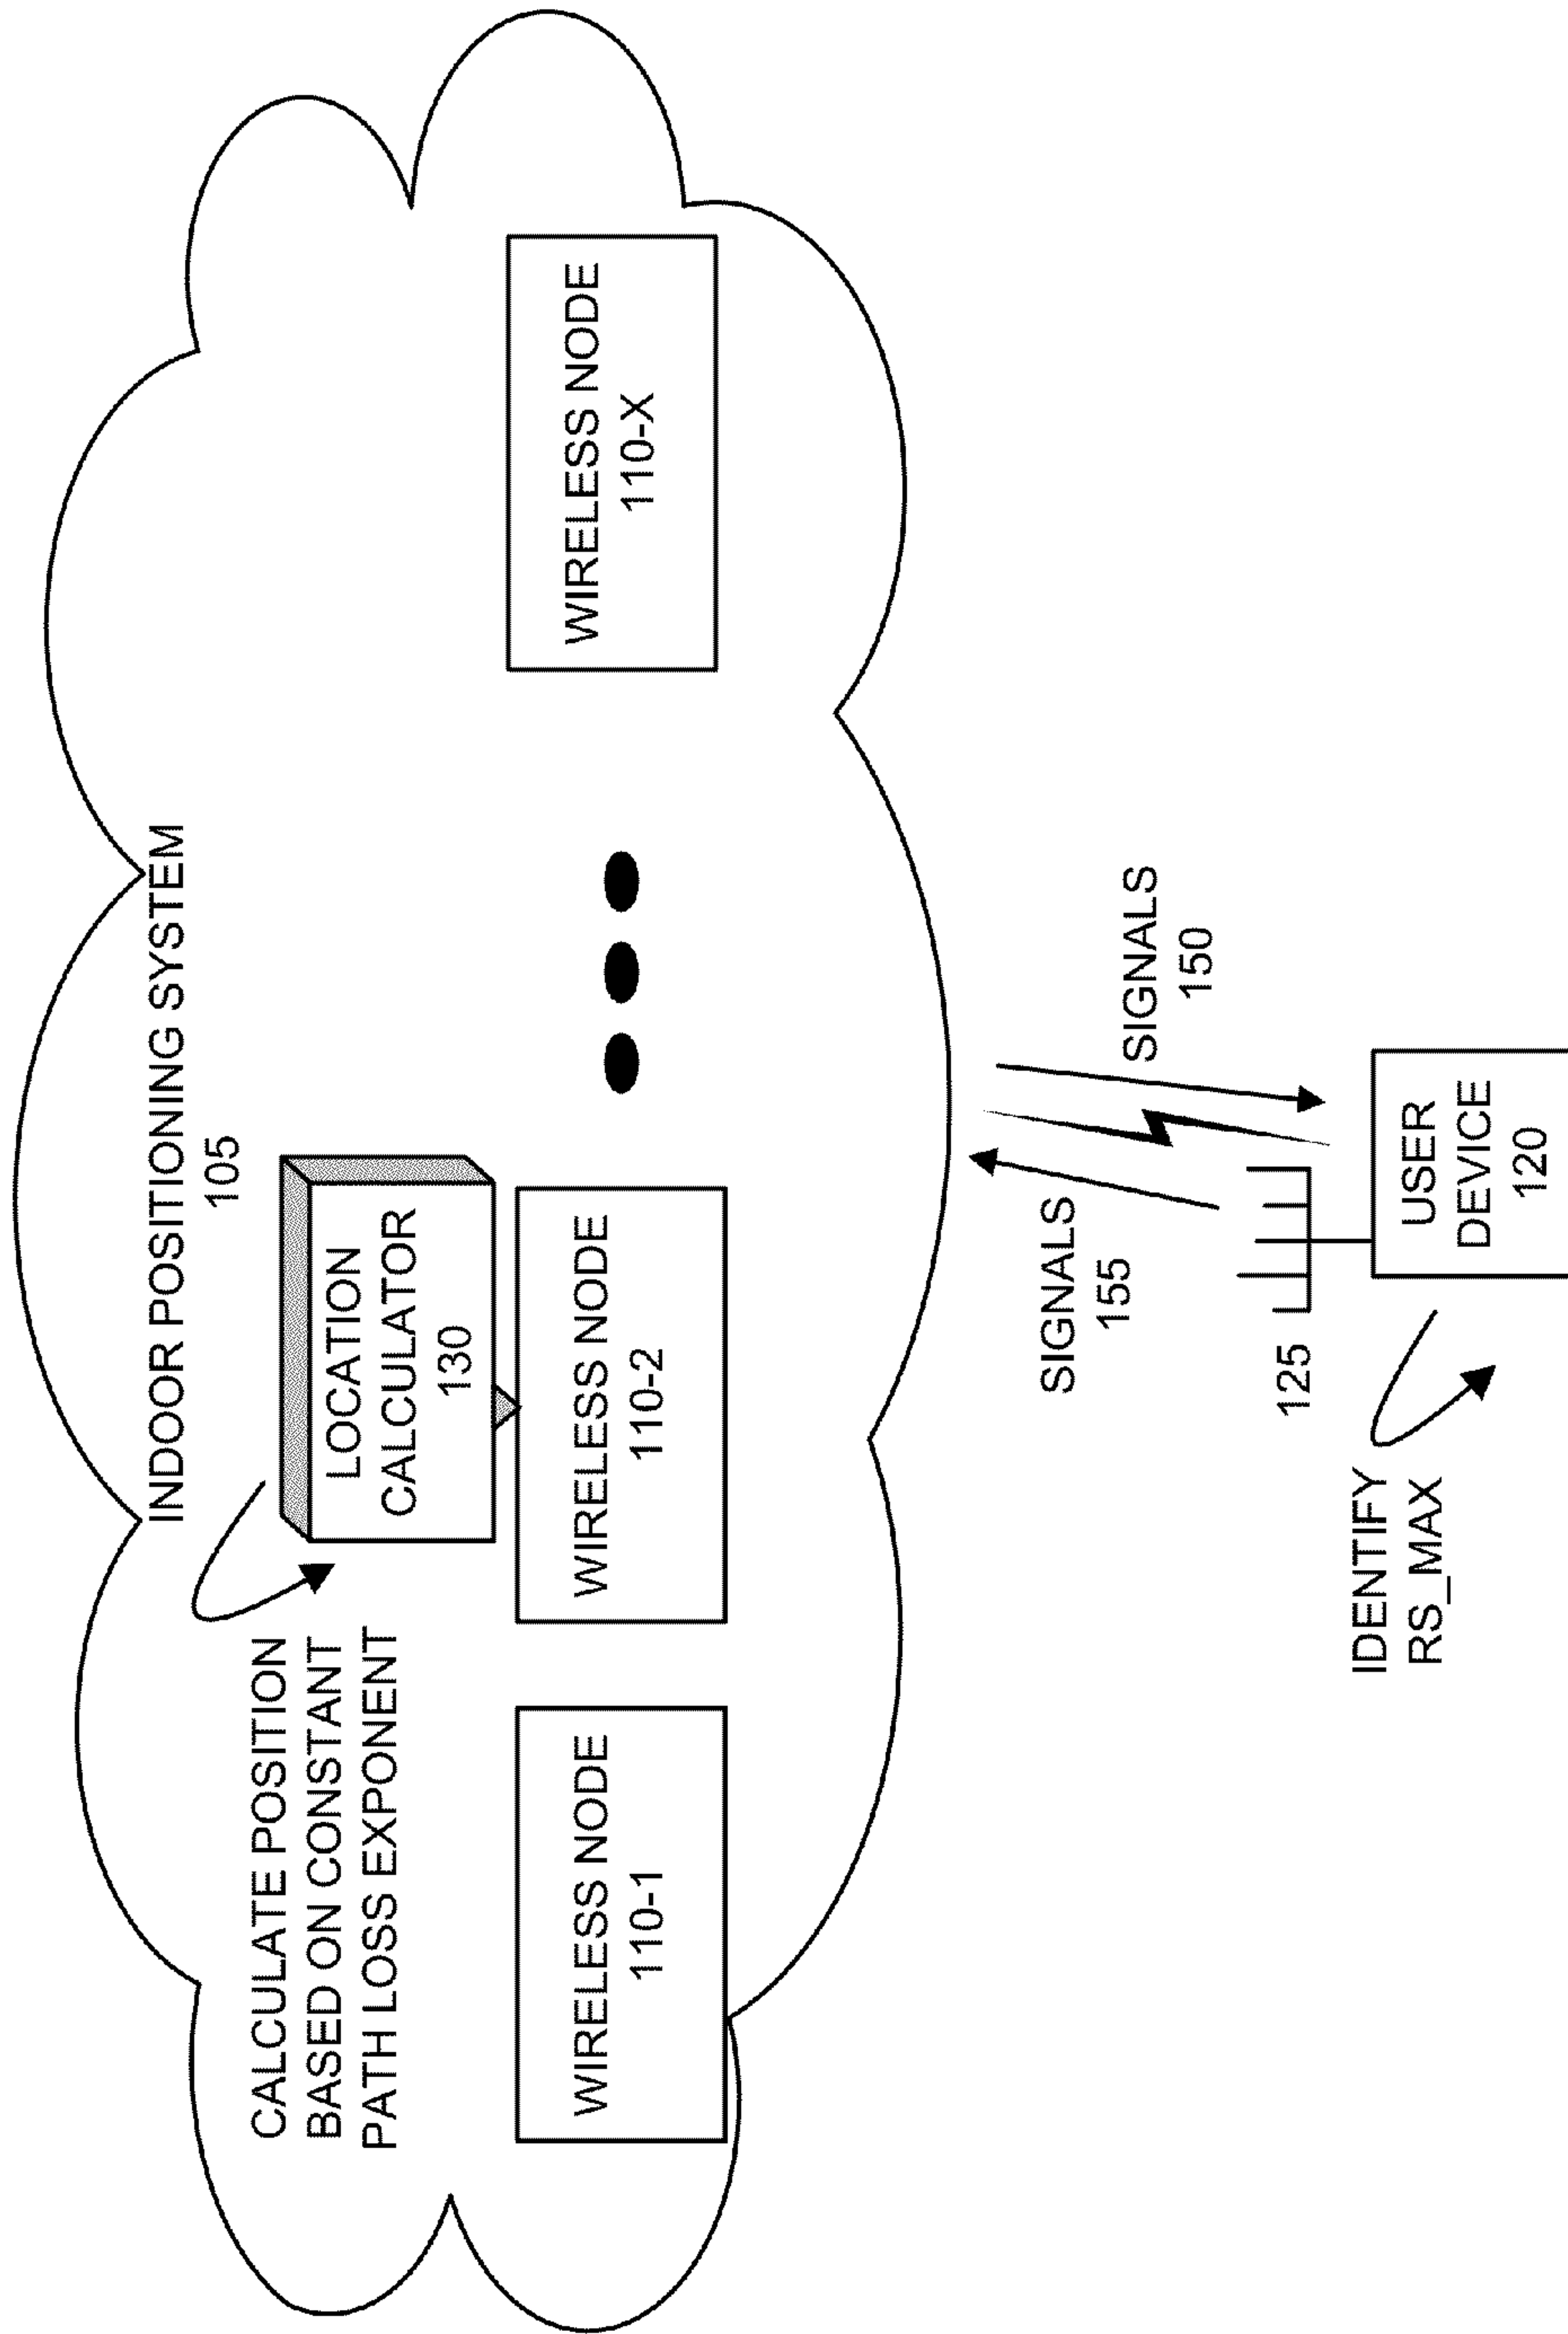 INDOOR POSITIONING SYSTEM
105
CALCULATE POSITION
BASED ON CONSTANT
PATH LOSS EXPONENT
LOCATION
CALCULATOR
130
WIRELESS NODE
110-1
WIRELESS NODE
110-2
WIRELESS NODE
110-X
SIGNALS
155
SIGNALS
150
125
IDENTIFY
RS_MAX
USER
DEVICE
120